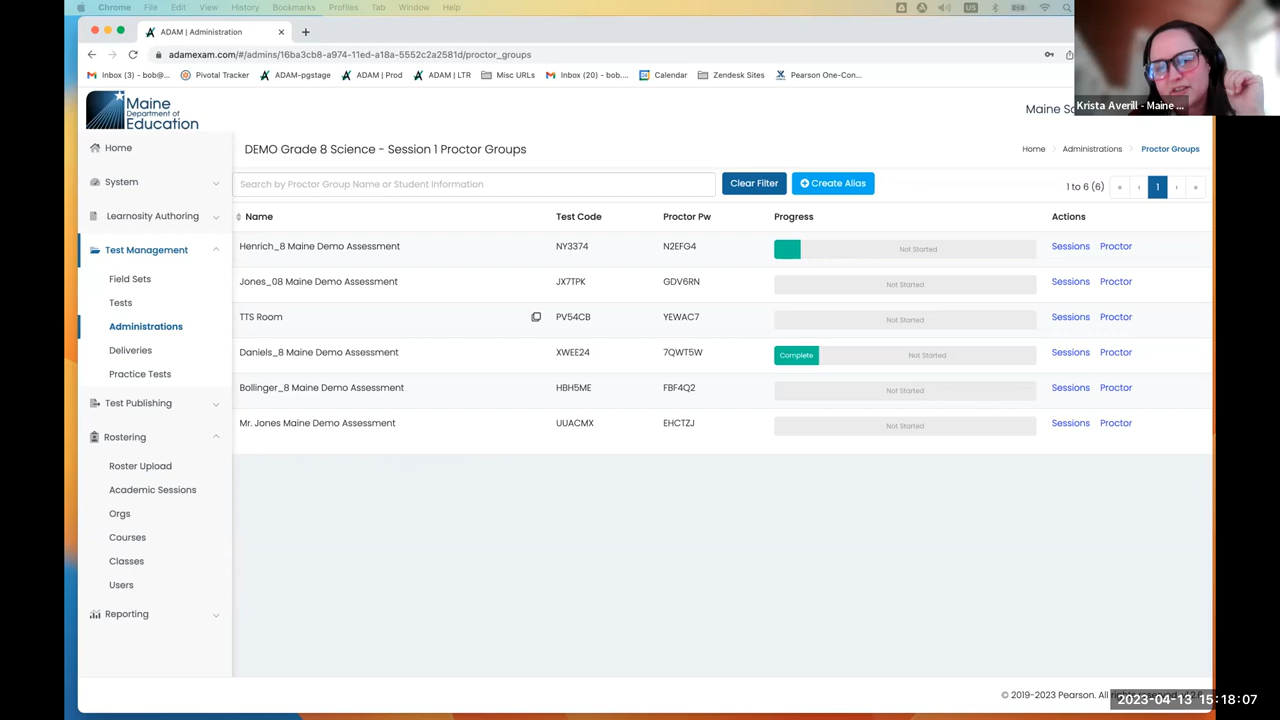 Chrome File Edit View History Bookmarks Profiles Tab Window Help US
ADAM | Administration
adamexam.com/#/admins/16ba3cb8-a974-11ed-a18a-5552c2a2581d/proctor_groups
Inbox (3) - bob@... Pivotal Tracker ADAM-pgstage ADAM | Prod ADAM | LTR Misc URLs Inbox (20) - bob.... Calendar Zendesk Sites Pearson One-Con...
Krista Averill - Maine ...
Maine
Department of
Education
Maine Sc
Home
System
Learnosity Authoring
Test Management
Field Sets
Tests
Administrations
Deliveries
Practice Tests
Test Publishing
Rostering
Roster Upload
Academic Sessions
Orgs
Courses
Classes
Users
Reporting
DEMO Grade 8 Science - Session 1 Proctor Groups
Home > Administrations > Proctor Groups
Search by Proctor Group Name or Student Information Clear Filter Create Alias 1 to 6 (6) « ‹ 1 › »
Name Test Code Proctor Pw Progress Actions
Henrich_8 Maine Demo Assessment NY3374 N2EFG4 Not Started Sessions Proctor
Jones_08 Maine Demo Assessment JX7TPK GDV6RN Not Started Sessions Proctor
TTS Room PV54CB YEWAC7 Not Started Sessions Proctor
Daniels_8 Maine Demo Assessment XWEE24 7QWT5W Complete Not Started Sessions Proctor
Bollinger_8 Maine Demo Assessment HBH5ME FBF4Q2 Not Started Sessions Proctor
Mr. Jones Maine Demo Assessment UUACMX EHCTZJ Not Started Sessions Proctor
© 2019-2023 Pearson. All
2023-04-13 15:18:07